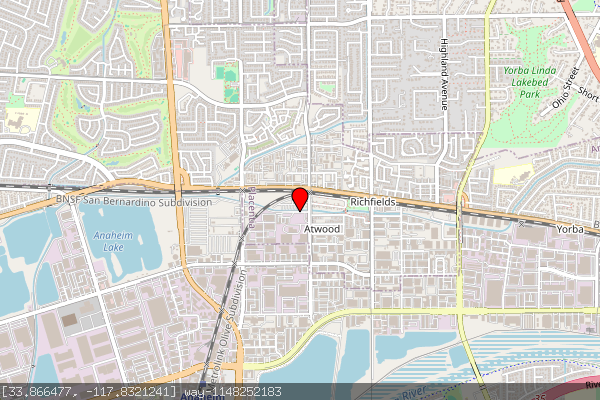 Highland Avenue
Yorba Linda
Lakebed
Park
Ohio Street
Short
BNSF San Bernardino Subdivision
Placentia
Richfields
Anaheim
Lake
Atwood
Yorba
Metrolink Olive Subdivision
River
River
[33.866477, -117.8321241] way-1148252183